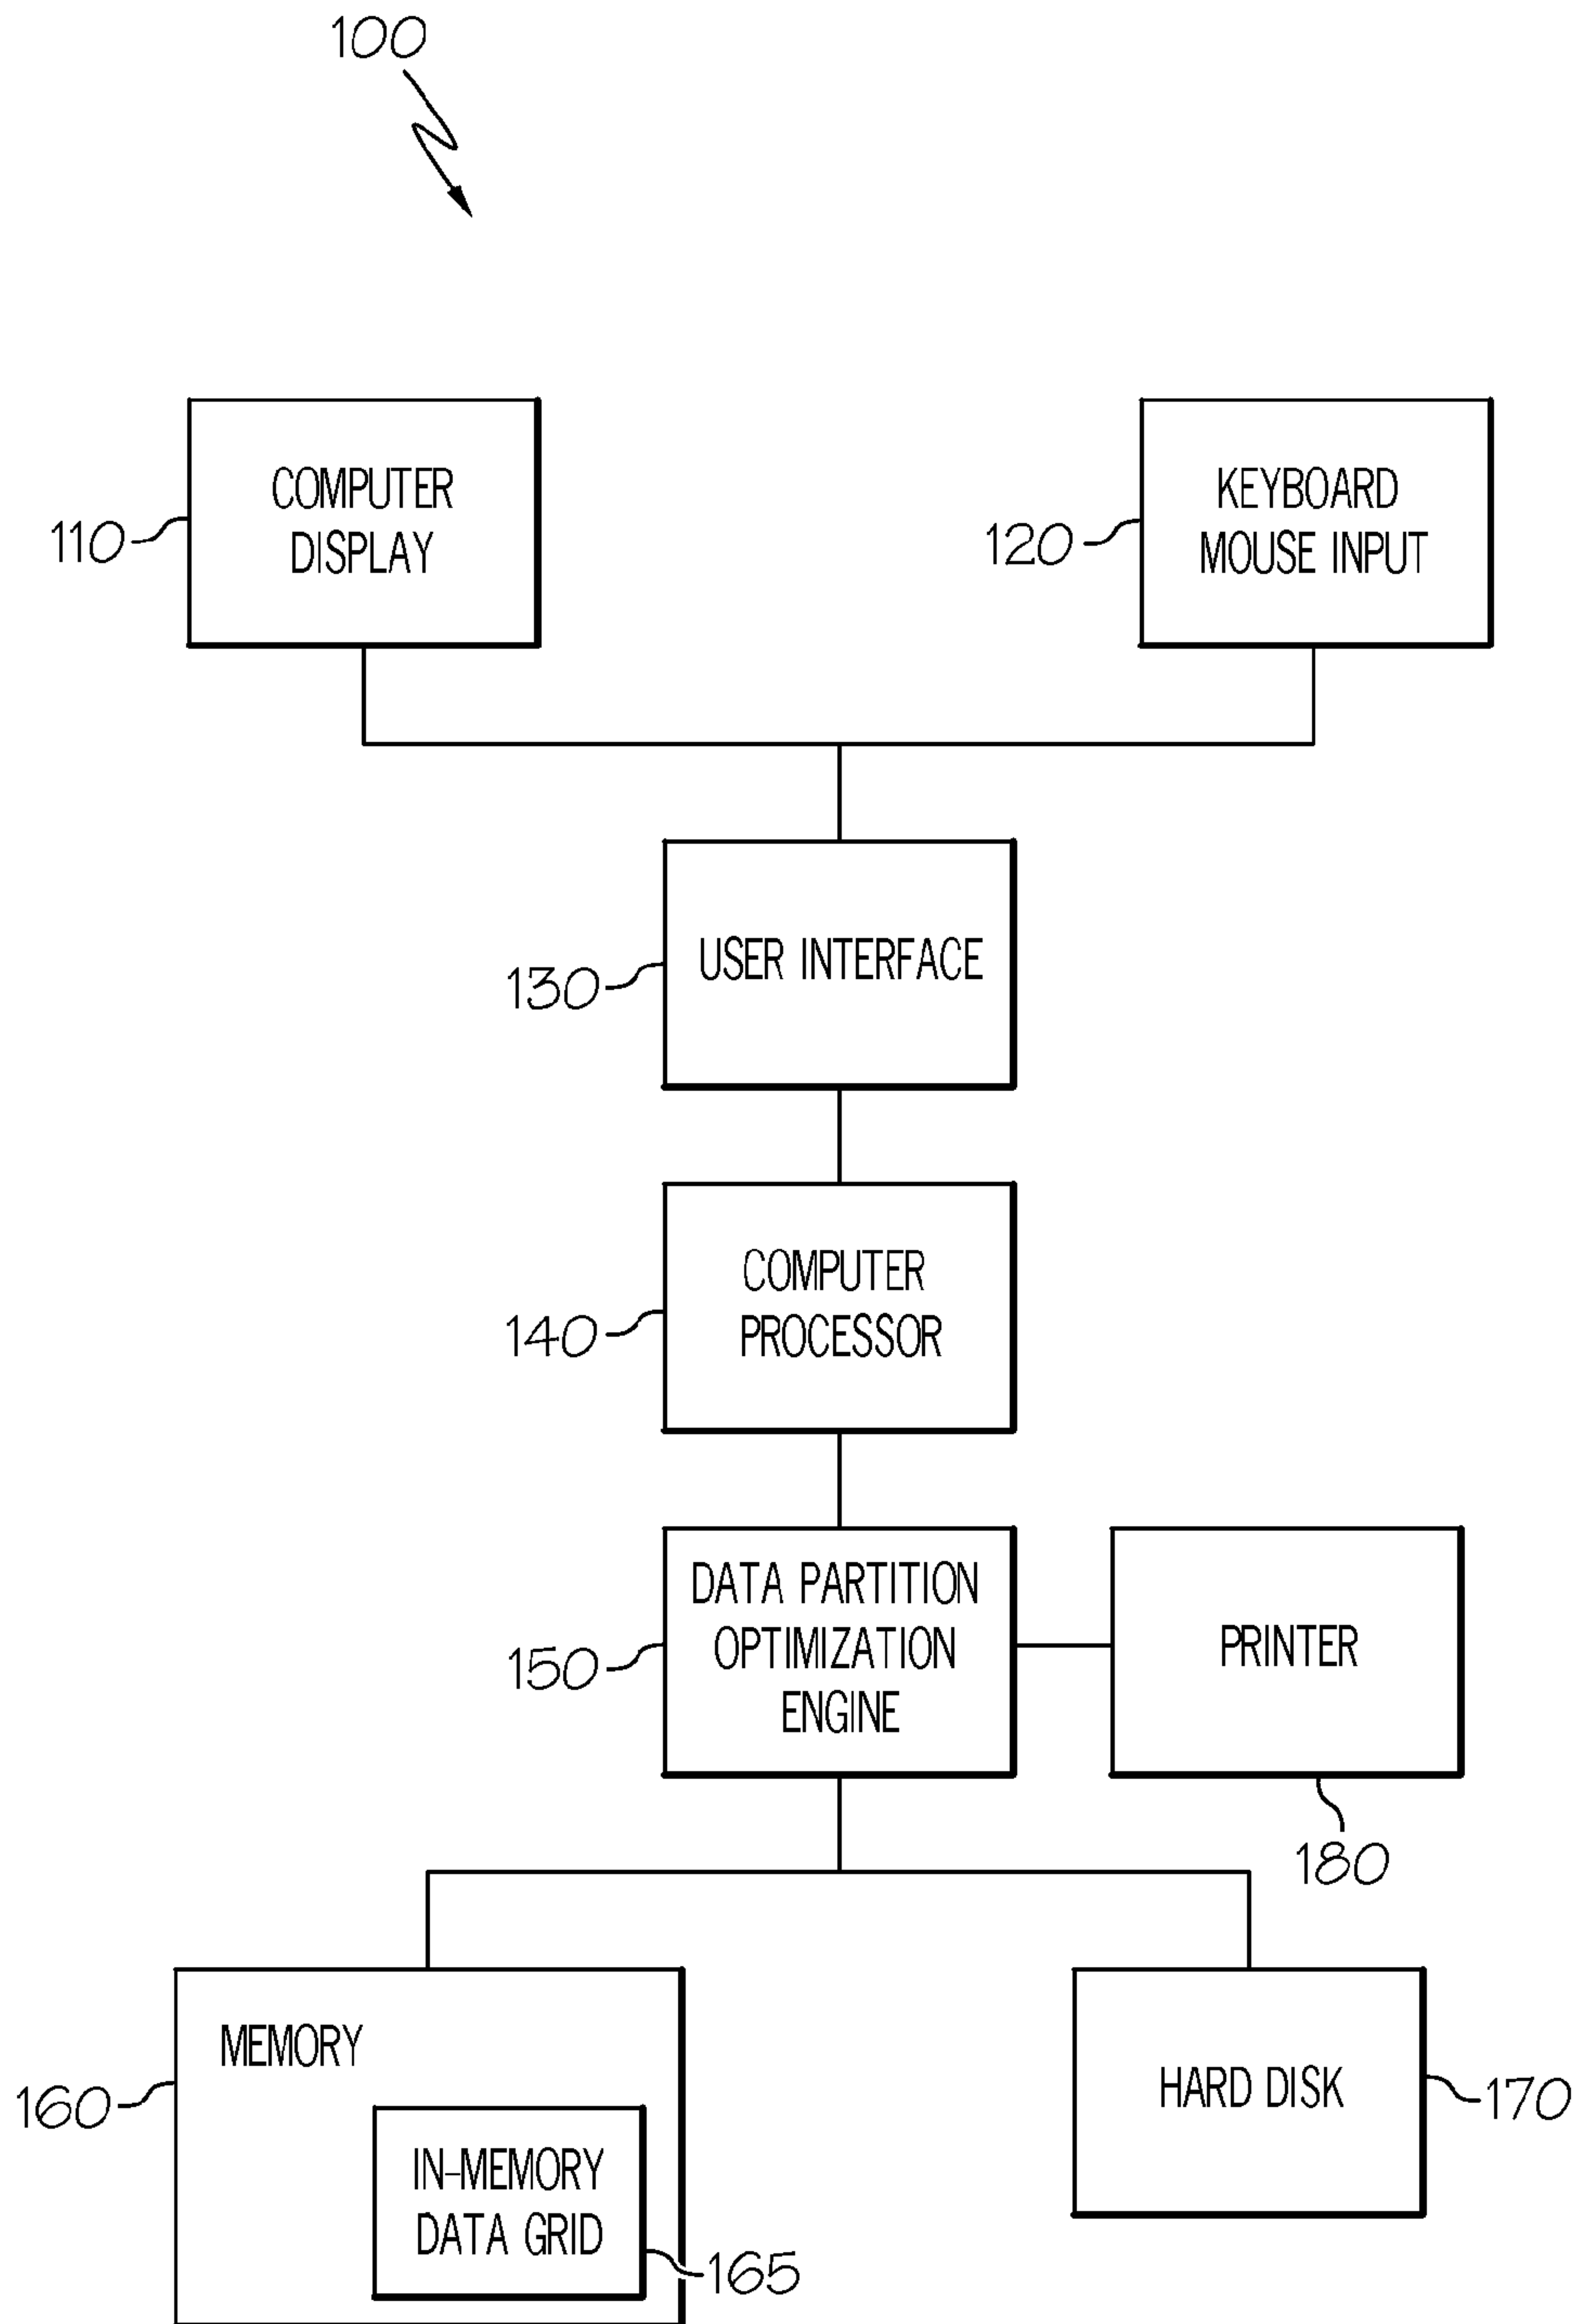 100
COMPUTER
DISPLAY
110
KEYBOARD
MOUSE INPUT
120
USER INTERFACE
130
COMPUTER
PROCESSOR
140
DATA PARTITION
OPTIMIZATION
ENGINE
150
PRINTER
180
MEMORY
160
IN-MEMORY
DATA GRID
165
HARD DISK
170